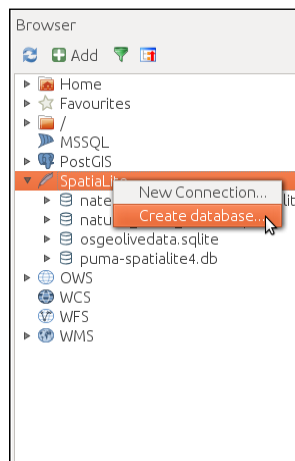 Browser
Add
Home
Favourites
/
MSSQL
PostGIS
SpatiaLite
New Connection...
Create database...
osgeolivedata.sqlite
puma-spatialite4.db
OWS
WCS
WFS
WMS